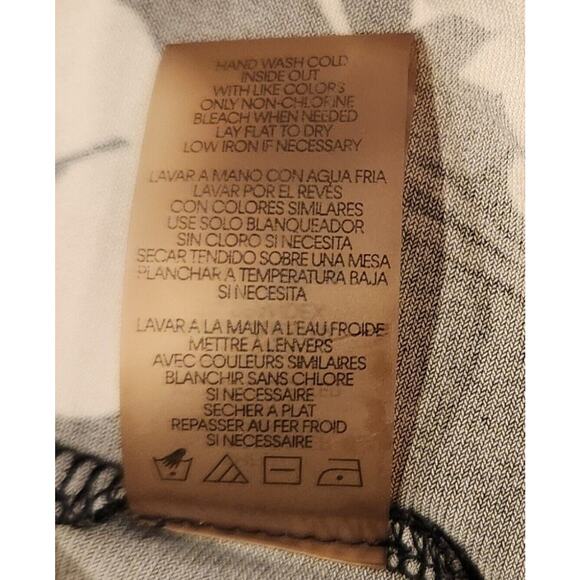 HAND WASH COLD
INSIDE OUT
WITH LIKE COLORS
ONLY NON-CHLORINE
BLEACH WHEN NEEDED
LAY FLAT TO DRY
LOW IRON IF NECESSARY
LAVAR A MANO CON AGUA FRIA
LAVAR POR EL REVÉS
CON COLORES SIMILARES
USE SOLO BLANQUEADOR
SIN CLORO SI NECESITA
SECAR TENDIDO SOBRE UNA MESA
PLANCHAR A TEMPERATURA BAJA
SI NECESITA
LAVAR A LA MAIN A L'EAU FROIDE
METTRE A L'ENVERS
AVEC COULEURS SIMILAIRES
BLANCHIR SANS CHLORE
SI NECESSAIRE
SECHER A PLAT
REPASSER AU FER FROID
SI NECESSAIRE